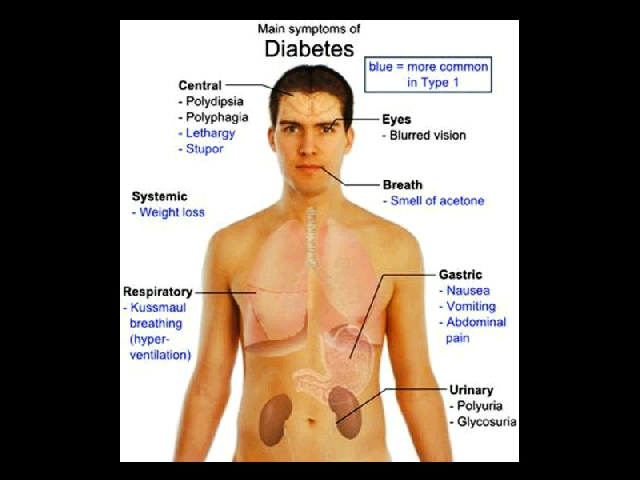 Main symptoms of
Diabetes
blue = more common
in Type 1
Central
- Polydipsia
- Polyphagia
- Lethargy
- Stupor
Eyes
- Blurred vision
Breath
- Smell of acetone
Systemic
- Weight loss
Respiratory
- Kussmaul
breathing
(hyper-
ventilation)
Gastric
- Nausea
- Vomiting
- Abdominal
pain
Urinary
- Polyuria
- Glycosuria